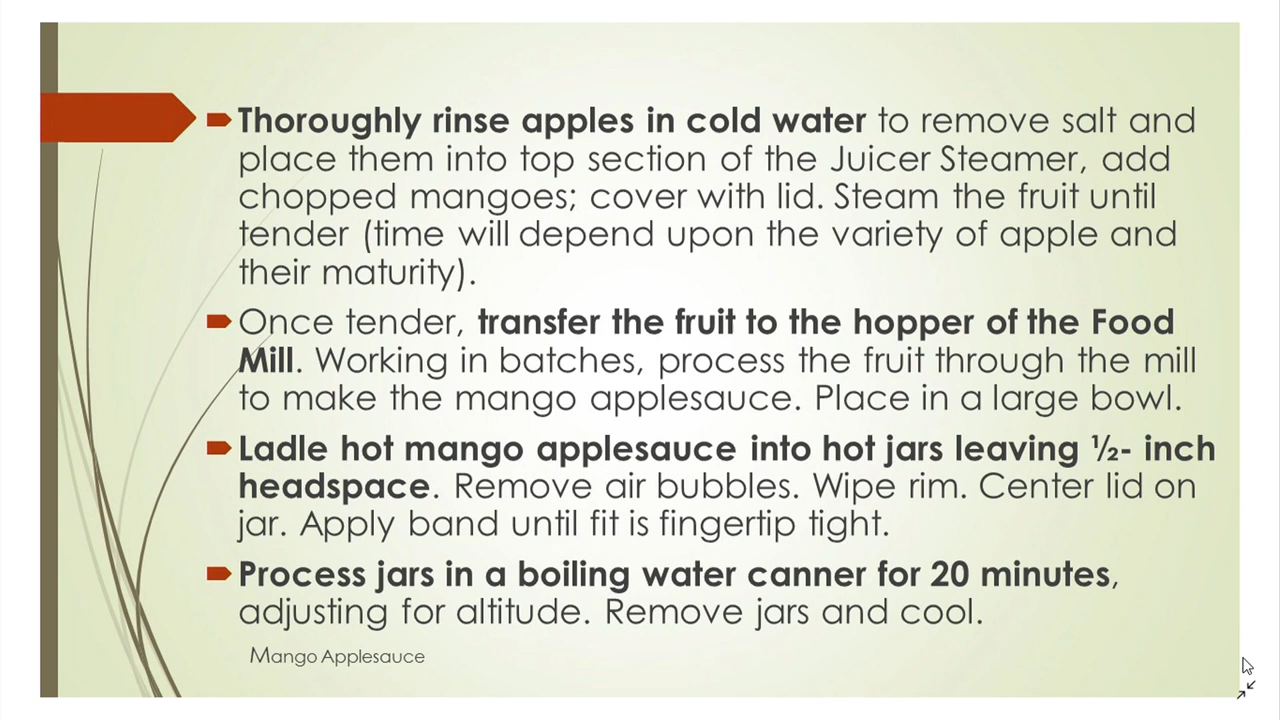 Thoroughly rinse apples in cold water to remove salt and
place them into top section of the Juicer Steamer, add
chopped mangoes; cover with lid. Steam the fruit until
tender (time will depend upon the variety of apple and
their maturity).
Once tender, transfer the fruit to the hopper of the Food
Mill. Working in batches, process the fruit through the mill
to make the mango applesauce. Place in a large bowl.
Ladle hot mango applesauce into hot jars leaving ½- inch
headspace. Remove air bubbles. Wipe rim. Center lid on
jar. Apply band until fit is fingertip tight.
Process jars in a boiling water canner for 20 minutes,
adjusting for altitude. Remove jars and cool.
Mango Applesauce